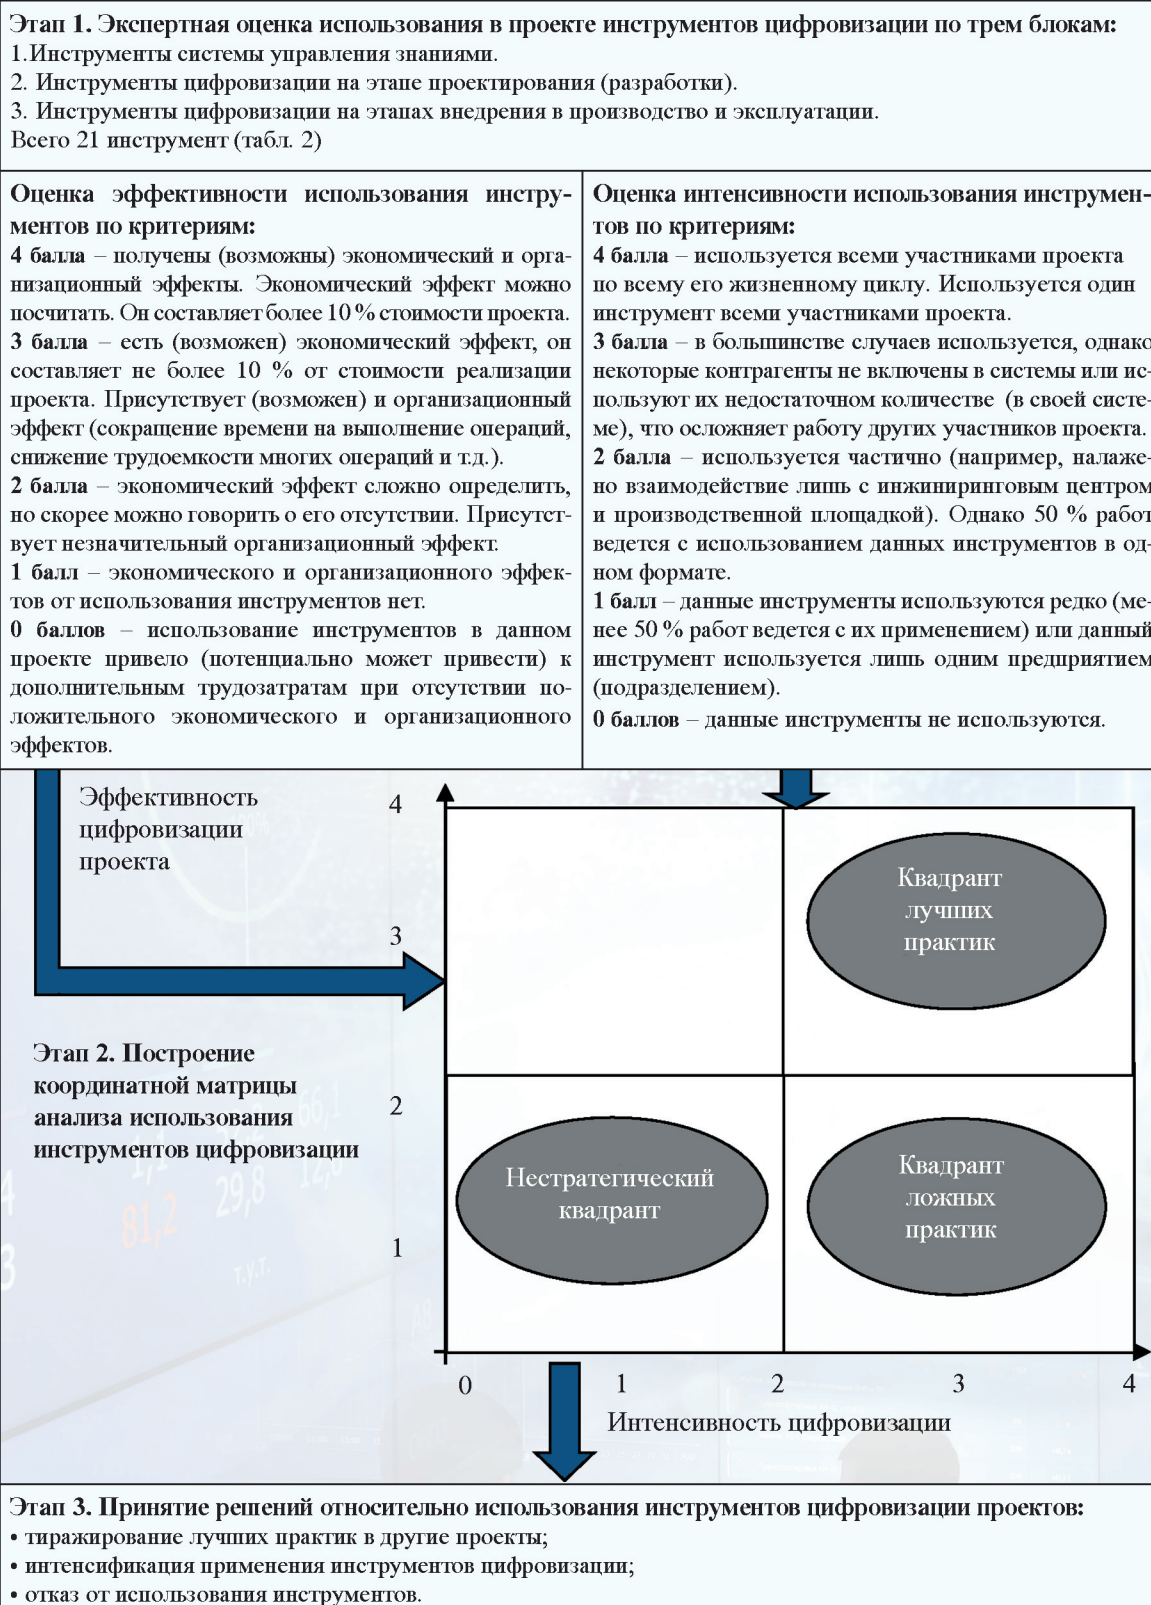 Этап 1. Экспертная оценка использования в проекте инструментов цифровизации по трем блокам:
1.Инструменты системы управления знаниями.
2. Инструменты цифровизации на этапе проектирования (разработки).
3. Инструменты цифровизации на этапах внедрения в производство и эксплуатации.
Всего 21 инструмент (табл. 2)
Оценка эффективности использования инстру-
ментов по критериям:
4 балла – получены (возможны) экономический и орга-
низационный эффекты. Экономический эффект можно
посчитать. Он составляет более 10 % стоимости проекта.
3 балла – есть (возможен) экономический эффект, он
составляет не более 10 % от стоимости реализации
проекта. Присутствует (возможен) и организационный
эффект (сокращение времени на выполнение операций,
снижение трудоемкости многих операций и т.д.).
2 балла – экономический эффект сложно определить,
но скорее можно говорить о его отсутствии. Присутст-
вует незначительный организационный эффект.
1 балл – экономического и организационного эффек-
тов от использования инструментов нет.
0 баллов – использование инструментов в данном
проекте привело (потенциально может привести) к
дополнительным трудозатратам при отсутствии по-
ложительного экономического и организационного
эффектов.
Оценка интенсивности использования инструмен-
тов по критериям:
4 балла – используется всеми участниками проекта
по всему его жизненному циклу. Используется один
инструмент всеми участниками проекта.
3 балла – в большинстве случаев используется, однако
некоторые контрагенты не включены в системы или ис-
пользуют их недостаточном количестве (в своей систе-
ме), что осложняет работу других участников проекта.
2 балла – используется частично (например, налаже-
но взаимодействие лишь с инжиниринговым центром
и производственной площадкой). Однако 50 % работ
ведется с использованием данных инструментов в од-
ном формате.
1 балл – данные инструменты используются редко (ме-
нее 50 % работ ведется с их применением) или данный
инструмент используется лишь одним предприятием
(подразделением).
0 баллов – данные инструменты не используются.
Эффективность
цифровизации
проекта
4
3
2
1
Квадрант
лучших
практик
Этап 2. Построение
координатной матрицы
анализа использования
инструментов цифровизации
Нестратегический
квадрант
Квадрант
ложных
практик
66,1
1,1
81,2
29,8
12,6
т.у.т.
0 1 2 3 4
Интенсивность цифровизации
Этап 3. Принятие решений относительно использования инструментов цифровизации проектов:
• тиражирование лучших практик в другие проекты;
• интенсификация применения инструментов цифровизации;
• отказ от использования инструментов.